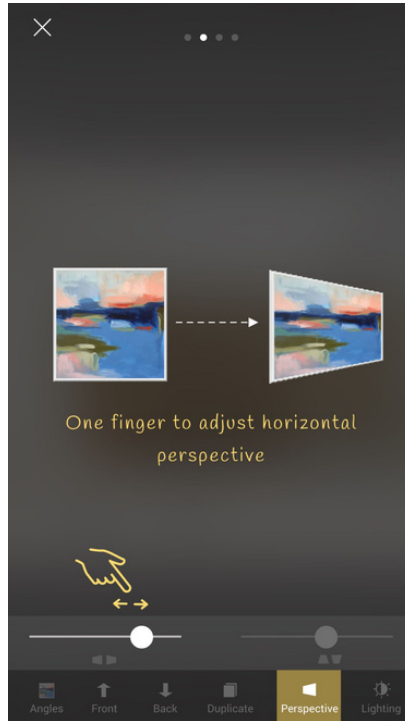 One finger to adjust horizontal
perspective
Angles Front Back Duplicate Perspective Lighting